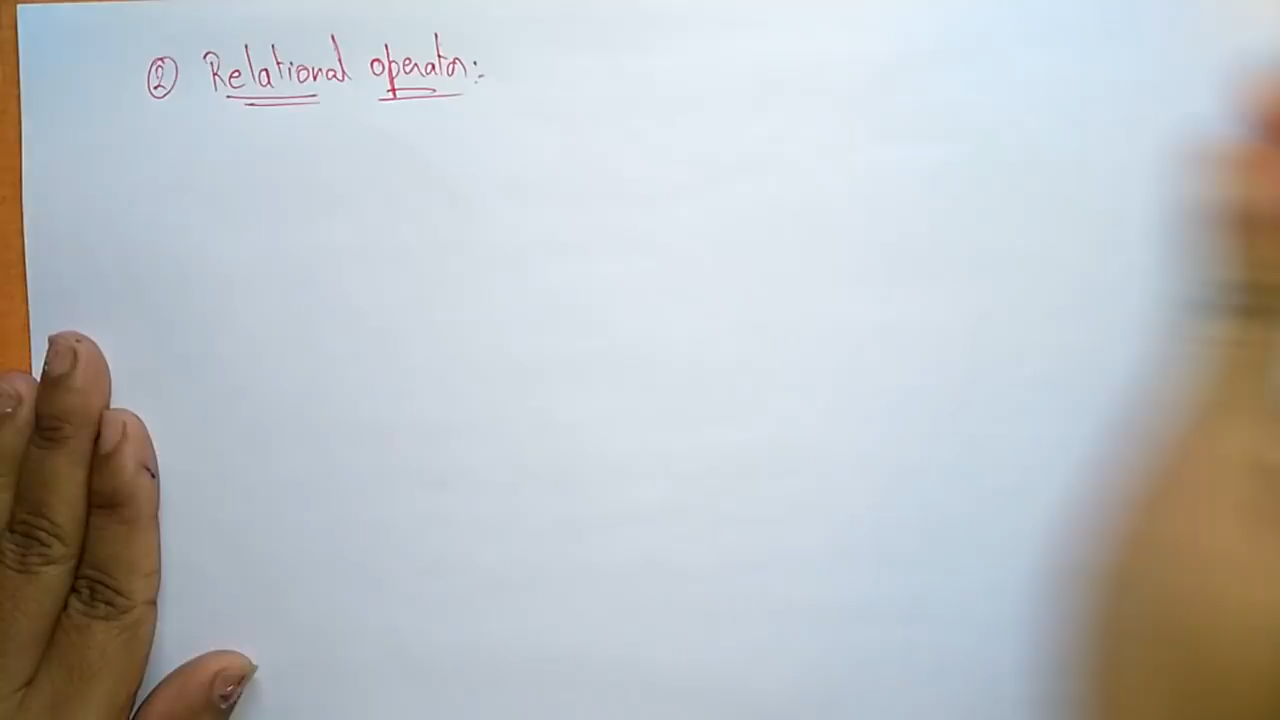 ② Relational operator:-